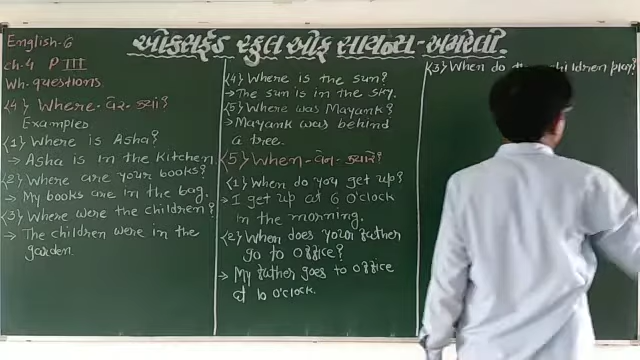 ઓક્સફર્ડ સ્કુલ ઓફ સાયન્સ-અમરેલી.
English-6
ch.4 P III
Wh. questions
{4} Where - વેર - ક્યાં?
Examples
{1} Where is Asha?
→ Asha is in the kitchen
{2} Where are your books?
→ My books are in the bag.
{3} Where were the children?
→ The children were in the
garden.
{4} Where is the sun?
→ The sun is in the sky.
{5} Where was Mayank?
→ Mayank was behind
a tree.
{5} When - વેન - ક્યારે?
{1} When do you get up?
→ I get up at 6 o'clock
in the morning.
{2} When does your father
go to office?
→ My father goes to office
at 10 o'clock.
{3} When do the children play?